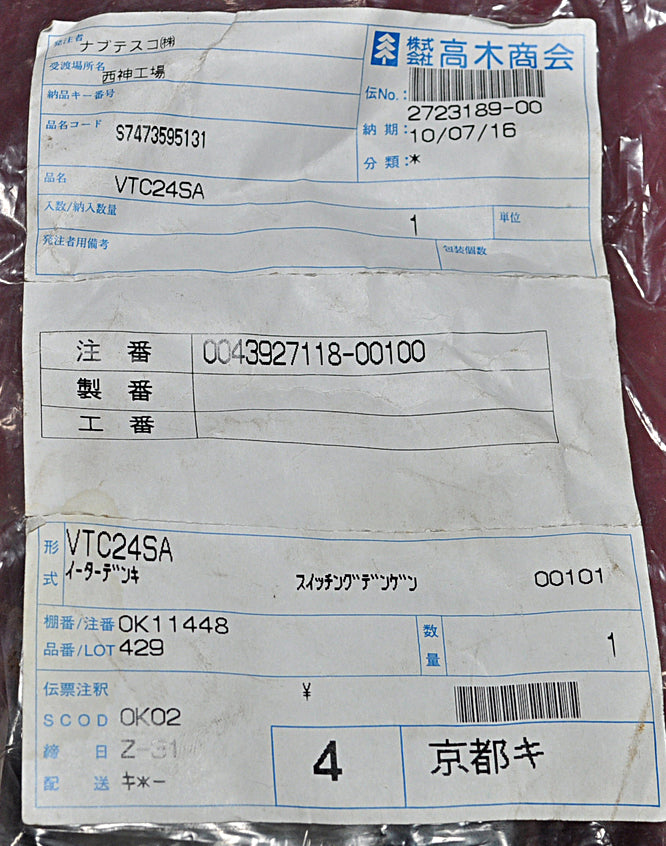 発注者 ナブテスコ㈱
受渡場所名 西神工場
納品キー番号
品名コード S7473595131
品名 VTC24SA
入数/納入数量 1 単位
発注者用備考 包装個数
株式会社 高木商会
伝No.:
2723189-00
納期:10/07/16
分類:*
注番 0043927118-00100
製番
工番
形式 VTC24SA
イーターデンキ スイッチングデンゲン 00101
棚番/注番 OK11448
品番/LOT 429
数量 1
伝票注釈 ¥
SCOD OK02
締日 Z-31
配送 キ*ー
4 京都キ